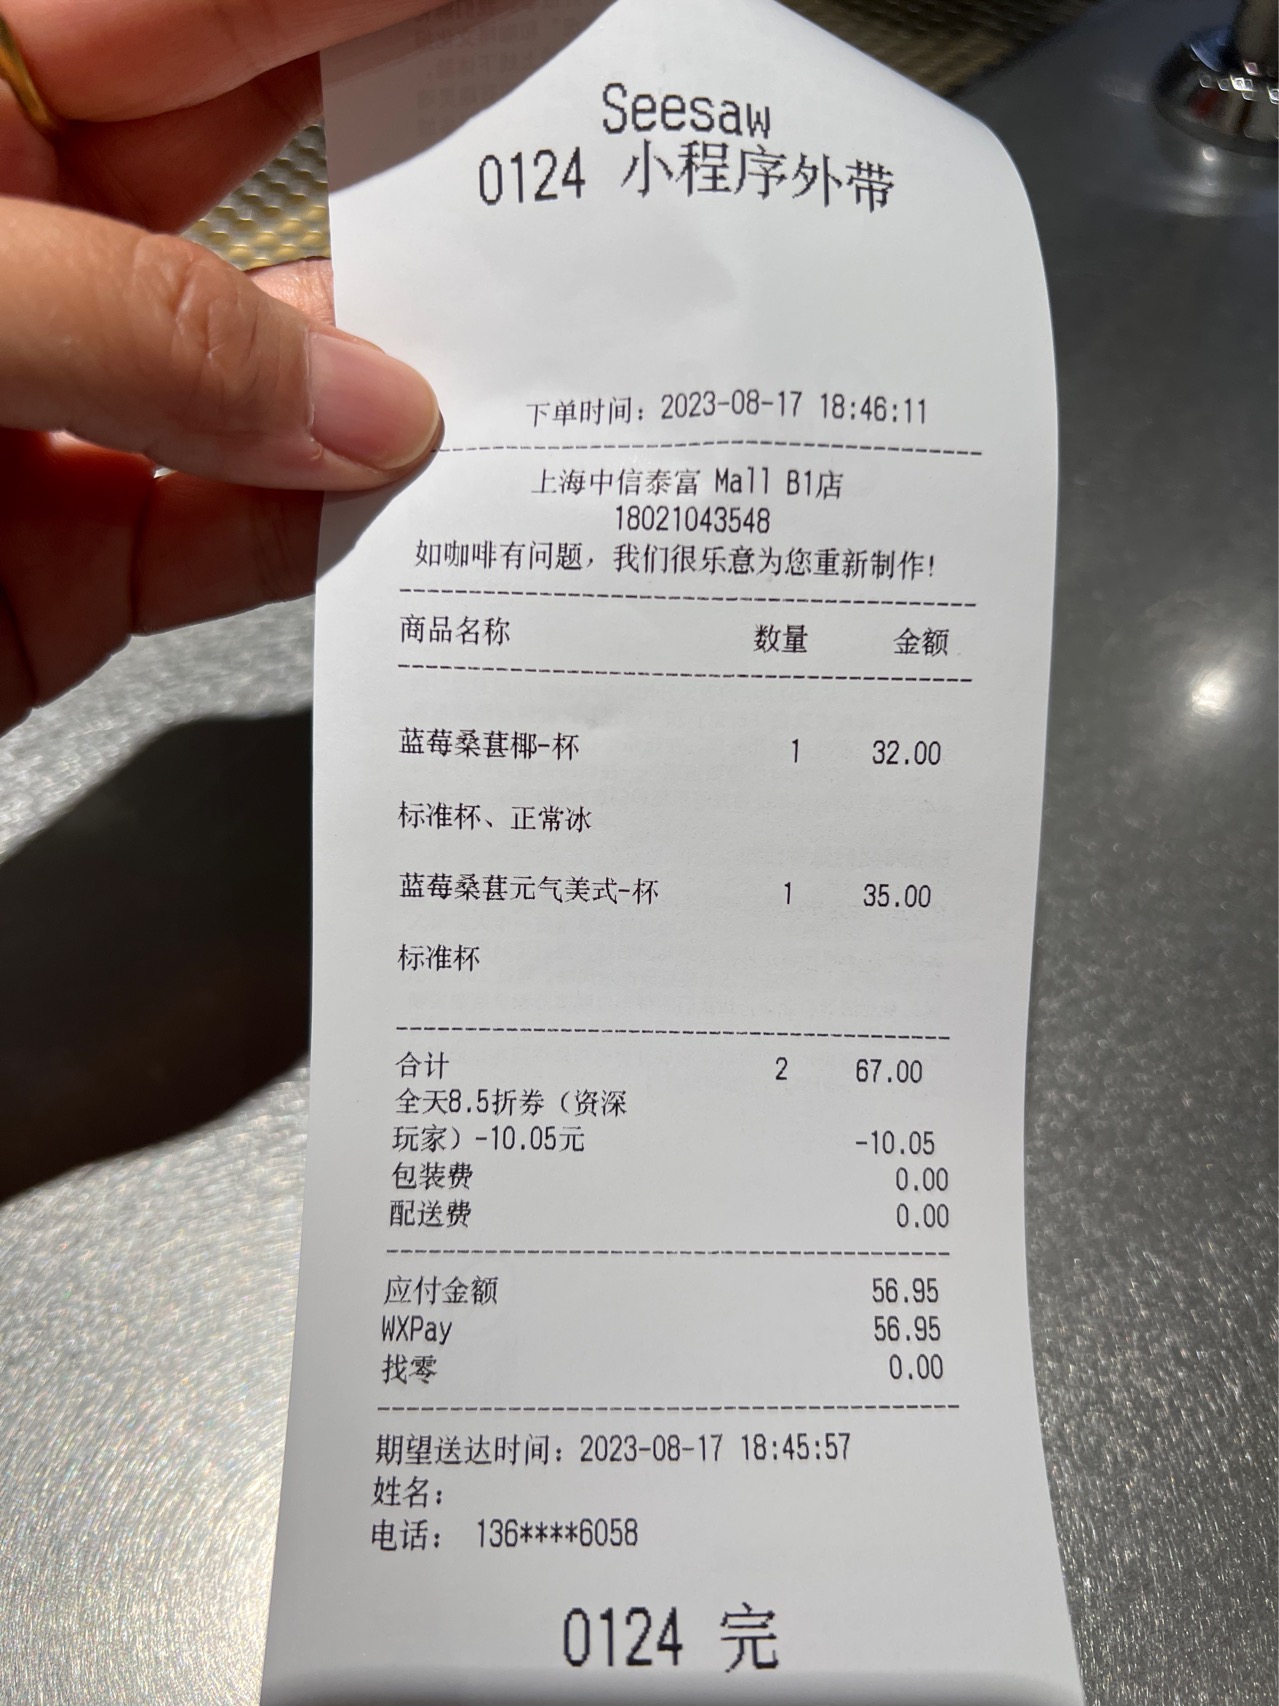 Seesaw
0124 小程序外带
下单时间：2023-08-17 18:46:11
上海中信泰富 Mall B1店
18021043548
如咖啡有问题，我们很乐意为您重新制作!
商品名称 数量 金额
蓝莓桑葚椰-杯 1 32.00
标准杯、正常冰
蓝莓桑葚元气美式-杯 1 35.00
标准杯
合计 2 67.00
全天8.5折券（资深
玩家）-10.05元 -10.05
包装费 0.00
配送费 0.00
应付金额 56.95
WXPay 56.95
找零 0.00
期望送达时间：2023-08-17 18:45:57
姓名：
电话： 136****6058
0124 完